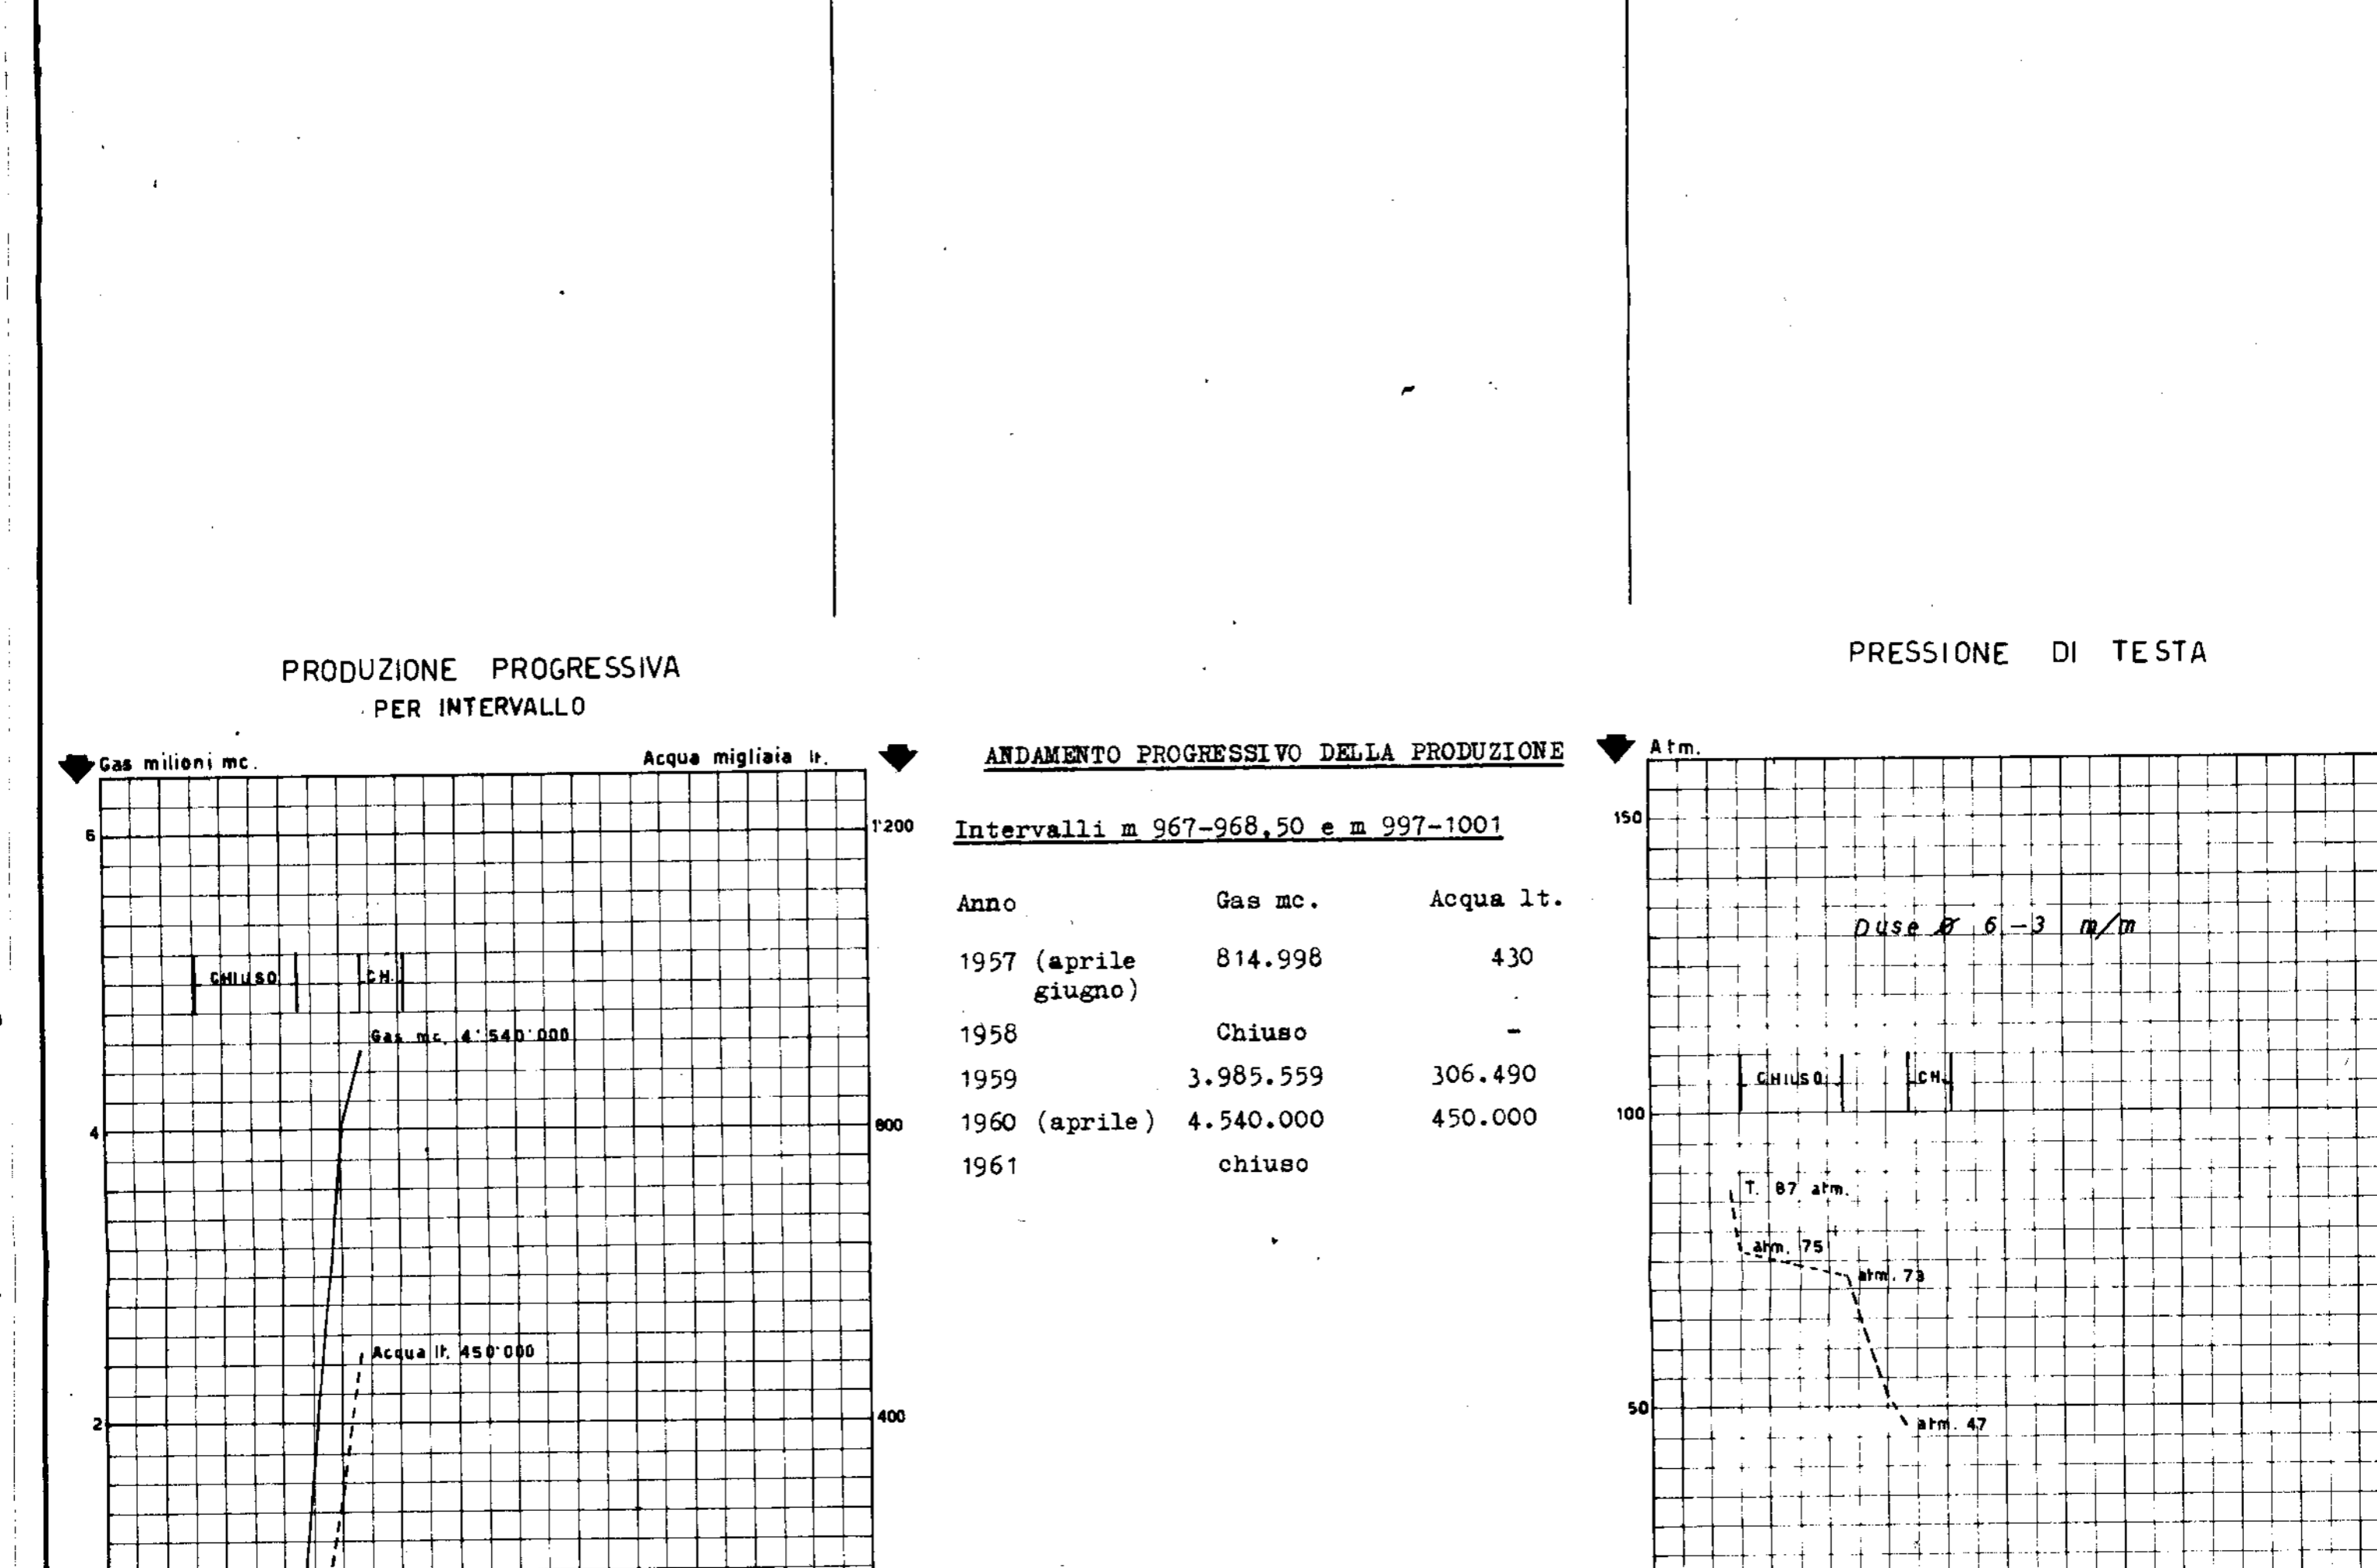 PRODUZIONE PROGRESSIVA
PER INTERVALLO
Gas milioni mc.
Acqua migliaia lt.
6
1'200
CHIUSO
CH.
Gas mc. 4'540'000
4
800
Acqua lt. 450'000
2
400
ANDAMENTO PROGRESSIVO DELLA PRODUZIONE
Intervalli m 967-968,50 e m 997-1001
Anno Gas mc. Acqua lt.
1957 (aprile 814.998 430
giugno)
1958 Chiuso -
1959 3.985.559 306.490
1960 (aprile) 4.540.000 450.000
1961 chiuso
PRESSIONE DI TESTA
Atm.
150
Duse Ø 6-3 m/m
CHIUSO
CH.
100
T. 87 atm.
atm. 75
atm. 73
50
atm. 47